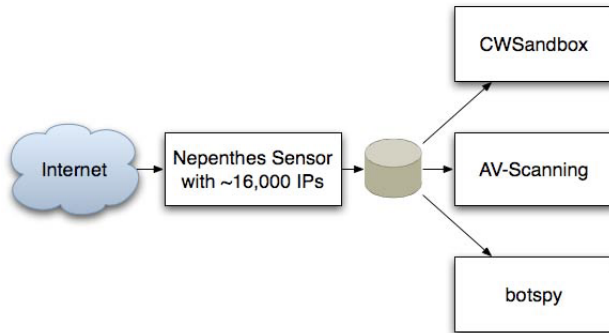 CWSandbox
Internet
Nepenthes Sensor
with ~16,000 IPs
AV-Scanning
botspy